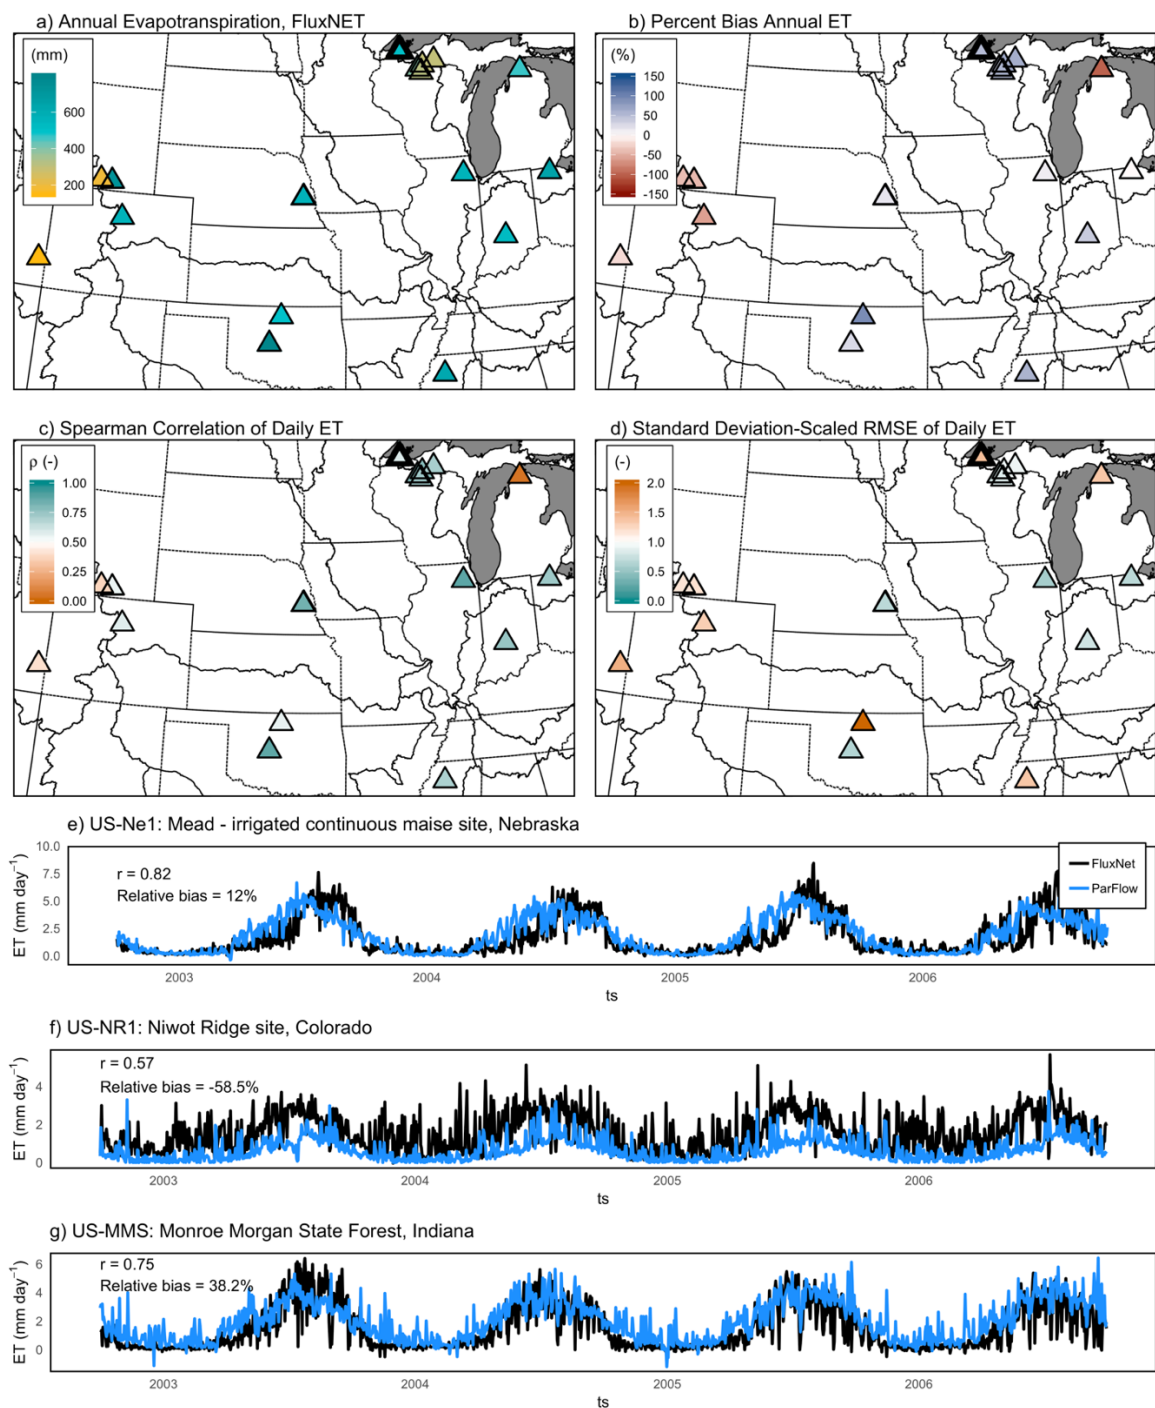 a) Annual Evapotranspiration, FluxNET
(mm)
600
400
200
b) Percent Bias Annual ET
(%)
150
100
50
0
-50
-100
-150
c) Spearman Correlation of Daily ET
ρ (-)
1.00
0.75
0.50
0.25
0.00
d) Standard Deviation-Scaled RMSE of Daily ET
(-)
2.0
1.5
1.0
0.5
0.0
e) US-Ne1: Mead - irrigated continuous maise site, Nebraska
ET (mm day⁻¹)
10.0
7.5
5.0
2.5
0.0
r = 0.82
Relative bias = 12%
FluxNet
ParFlow
2003 2004 2005 2006
ts
f) US-NR1: Niwot Ridge site, Colorado
ET (mm day⁻¹)
4
2
0
r = 0.57
Relative bias = -58.5%
2003 2004 2005 2006
ts
g) US-MMS: Monroe Morgan State Forest, Indiana
ET (mm day⁻¹)
6
4
2
0
r = 0.75
Relative bias = 38.2%
2003 2004 2005 2006
ts